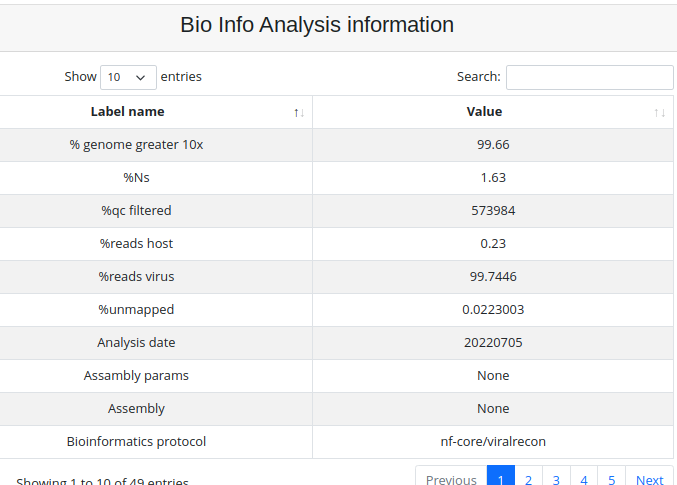 Bio Info Analysis information
Show 10 entries Search:
Label name Value
% genome greater 10x 99.66
%Ns 1.63
%qc filtered 573984
%reads host 0.23
%reads virus 99.7446
%unmapped 0.0223003
Analysis date 20220705
Assambly params None
Assembly None
Bioinformatics protocol nf-core/viralrecon
Showing 1 to 10 of 49 entries Previous 1 2 3 4 5 Next